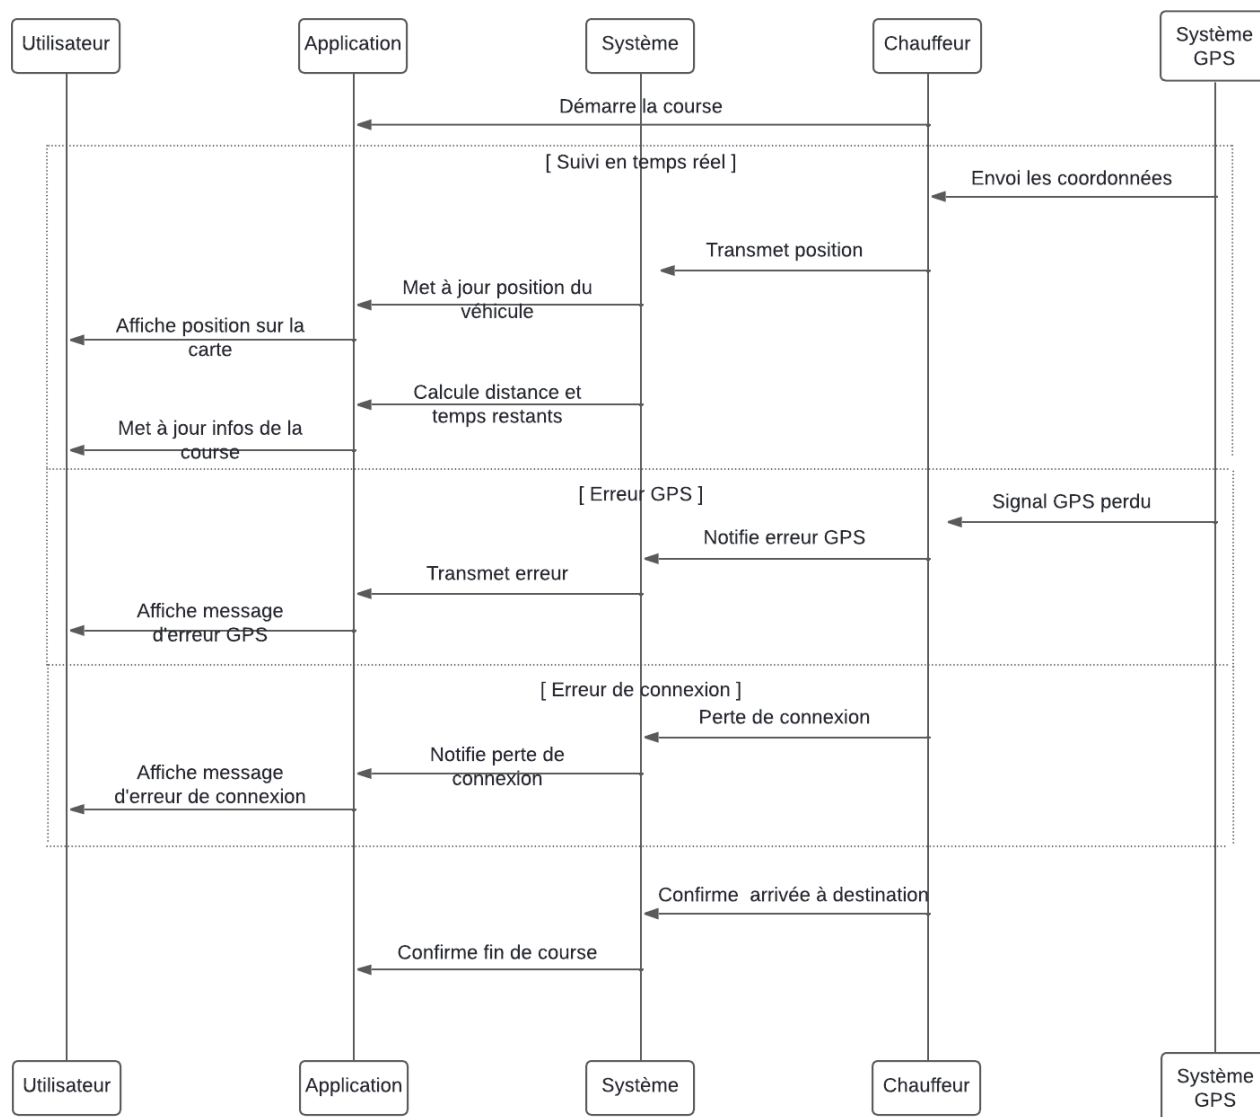 Utilisateur
Application
Système
Chauffeur
Système
GPS
Démarre la course
[ Suivi en temps réel ]
Envoi les coordonnées
Transmet position
Met à jour position du
véhicule
Affiche position sur la
carte
Calcule distance et
temps restants
Met à jour infos de la
course
[ Erreur GPS ]
Signal GPS perdu
Notifie erreur GPS
Transmet erreur
Affiche message
d'erreur GPS
[ Erreur de connexion ]
Perte de connexion
Notifie perte de
connexion
Affiche message
d'erreur de connexion
Confirme  arrivée à destination
Confirme fin de course
Utilisateur
Application
Système
Chauffeur
Système
GPS